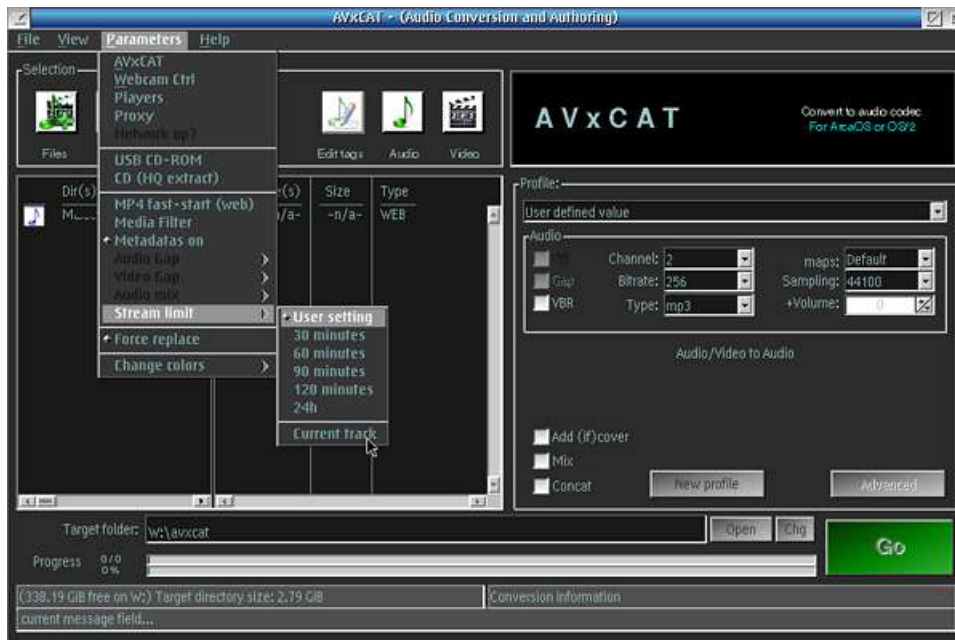 AVxCAT - (Audio Conversion and Authoring)
File View Parameters Help
Selection
Files
Edit tags
Audio
Video
AVxCAT
Webcam Ctrl
Players
Proxy
Network up?
USB CD-ROM
CD (HQ extract)
MP4 fast-start (web)
Media Filter
Metadatas on
Audio Gap
Video Gap
Audio mix
Stream limit
Force replace
Change colors
User setting
30 minutes
60 minutes
90 minutes
120 minutes
24h
Current track
Dir(s)
Size
Type
~n/a~
WEB
AVxCAT
Convert to audio codec
For ArcaOS or OS/2
Profile:
User defined value
Audio
Gap
VBR
Channel: 2
Bitrate: 256
Type: mp3
maps: Default
Sampling: 44100
+Volume: 0
Audio/Video to Audio
Add (if)cover
Mix
Concat
New profile
Advanced
Target folder: W:\avxcat
Open
Chg
Go
Progress
0/0
0%
(338.19 GiB free on W:) Target directory size: 2.79 GiB
Conversion information
current message field...